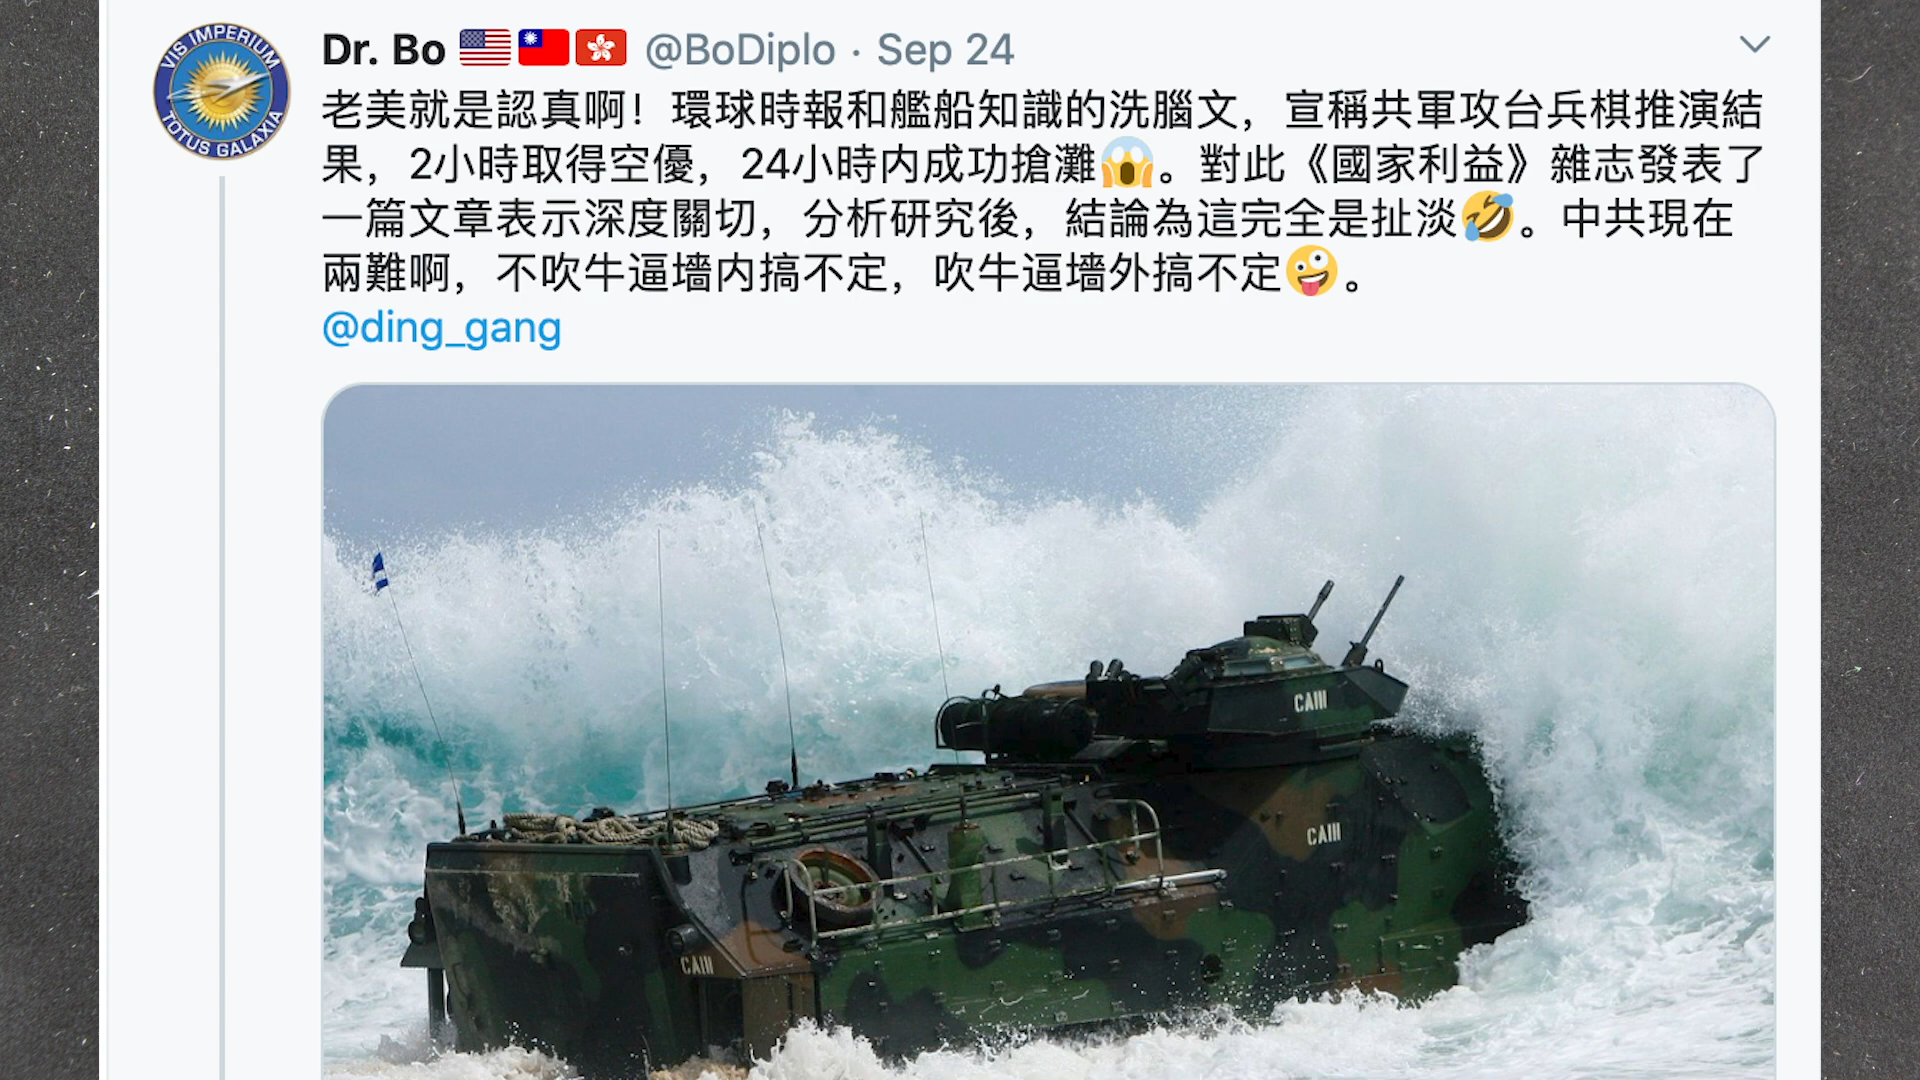 VIS IMPERIUM
TOTUS GALAXIA
Dr. Bo 🇺🇸🇹🇼🇭🇰 @BoDiplo · Sep 24
老美就是認真啊！環球時報和艦船知識的洗腦文，宣稱共軍攻台兵棋推演結
果，2小時取得空優，24小時内成功搶灘😱。對此《國家利益》雜志發表了
一篇文章表示深度關切，分析研究後，結論為這完全是扯淡🤣。中共現在
兩難啊，不吹牛逼墻内搞不定，吹牛逼墻外搞不定🤪。
@ding_gang
CAIII
CAIII
CAIII